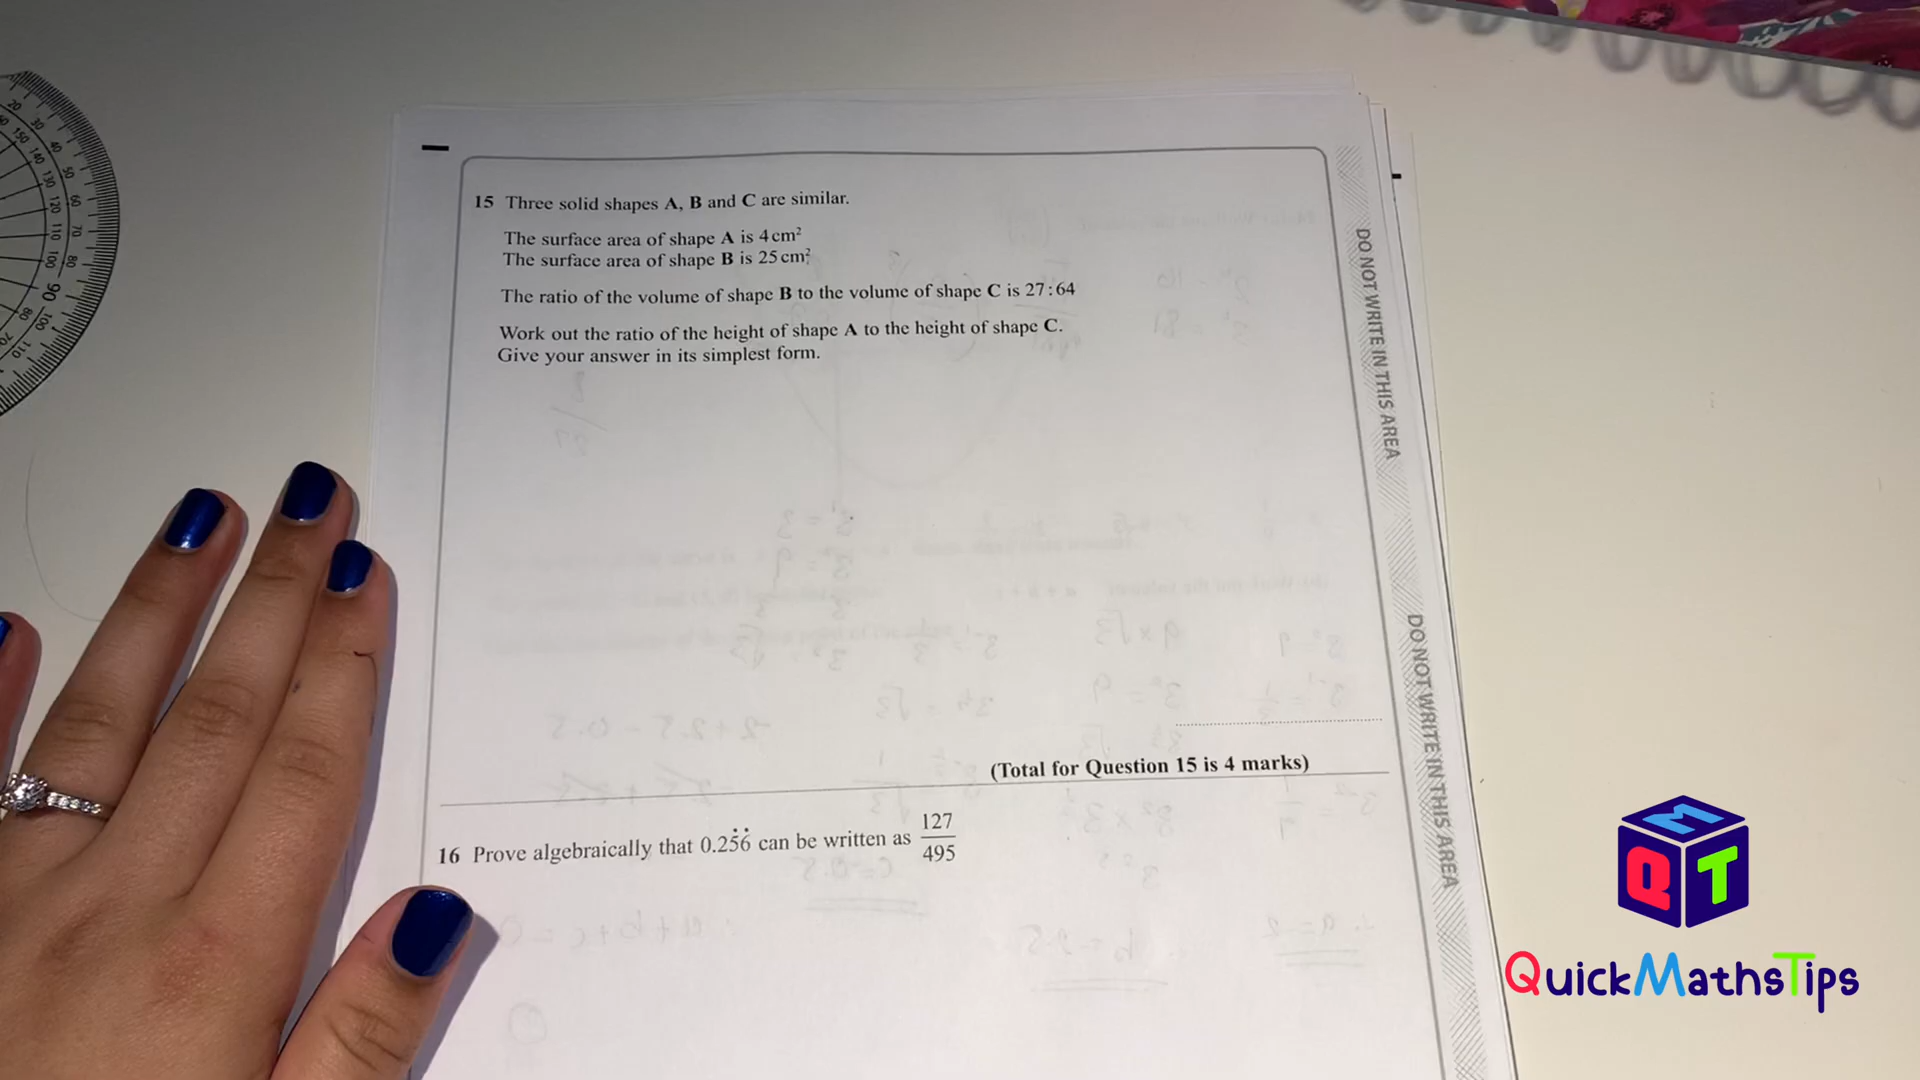 15 Three solid shapes A, B and C are similar.
The surface area of shape A is 4 cm²
The surface area of shape B is 25 cm²
The ratio of the volume of shape B to the volume of shape C is 27:64
Work out the ratio of the height of shape A to the height of shape C.
Give your answer in its simplest form.
(Total for Question 15 is 4 marks)
16 Prove algebraically that 0.25̇6̇ can be written as 127/495
DO NOT WRITE IN THIS AREA
DO NOT WRITE IN THIS AREA
QMT
QuickMathsTips